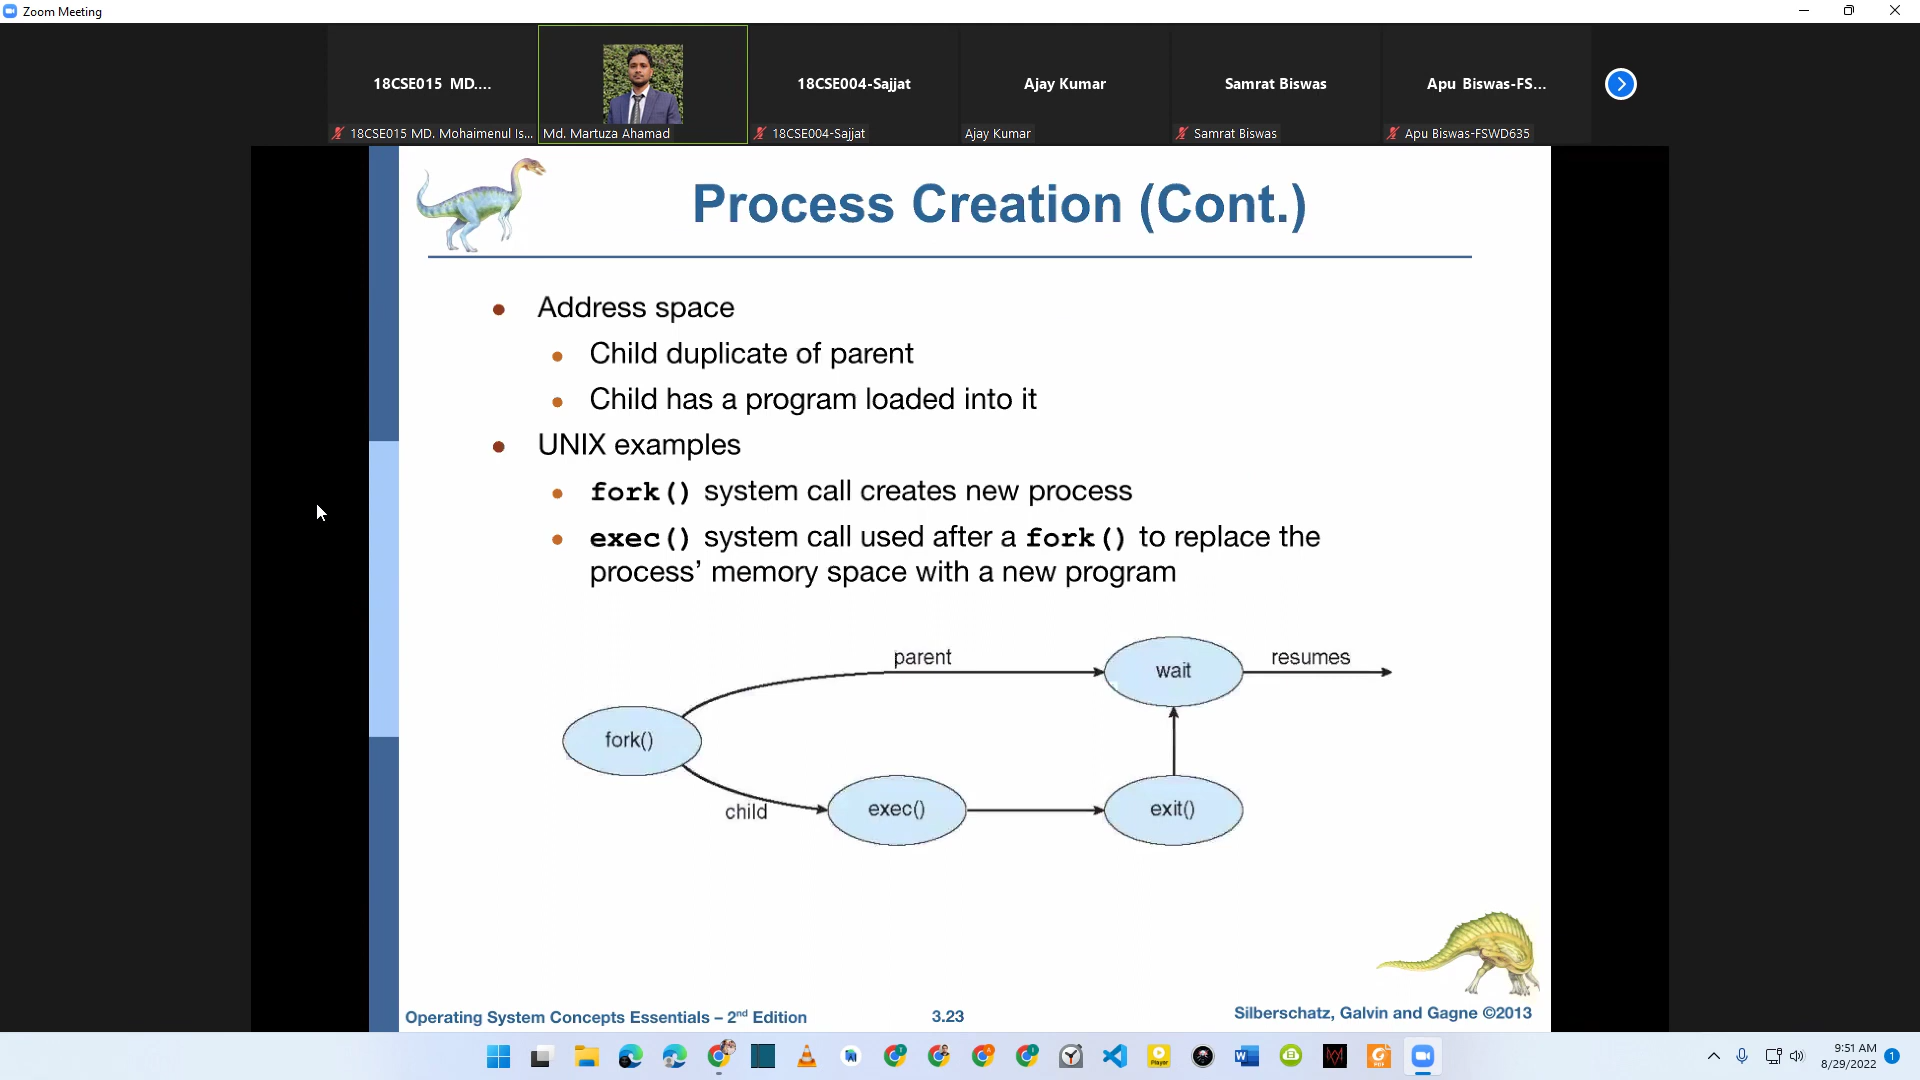 Zoom Meeting
18CSE015 MD....
18CSE004-Sajjat
Ajay Kumar
Samrat Biswas
Apu Biswas-FS...
18CSE015 MD. Mohaimenul Is...
Md. Martuza Ahamad
18CSE004-Sajjat
Ajay Kumar
Samrat Biswas
Apu Biswas-FSWD635
Process Creation (Cont.)
• Address space
• Child duplicate of parent
• Child has a program loaded into it
• UNIX examples
• fork() system call creates new process
• exec() system call used after a fork() to replace the
process’ memory space with a new program
parent
wait
resumes
fork()
child
exec()
exit()
Operating System Concepts Essentials – 2nd Edition
3.23
Silberschatz, Galvin and Gagne ©2013
9:51 AM
8/29/2022
1